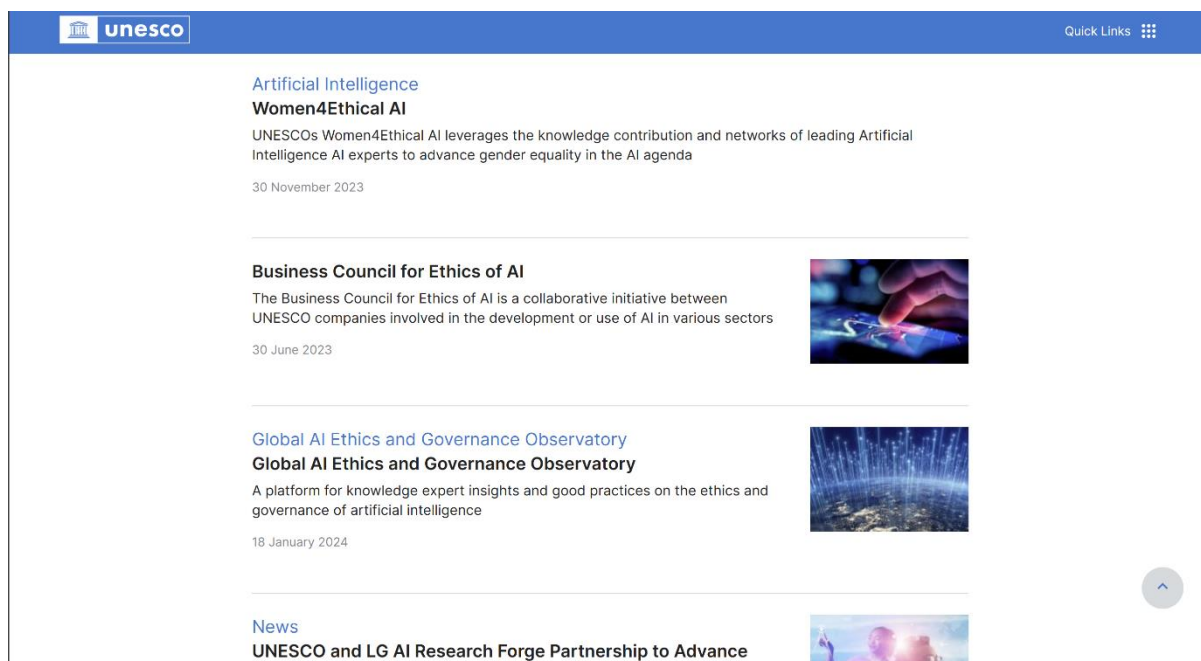 unesco
Quick Links
Artificial Intelligence
Women4Ethical AI
UNESCOs Women4Ethical AI leverages the knowledge contribution and networks of leading Artificial
Intelligence AI experts to advance gender equality in the AI agenda
30 November 2023
Business Council for Ethics of AI
The Business Council for Ethics of AI is a collaborative initiative between
UNESCO companies involved in the development or use of AI in various sectors
30 June 2023
Global AI Ethics and Governance Observatory
Global AI Ethics and Governance Observatory
A platform for knowledge expert insights and good practices on the ethics and
governance of artificial intelligence
18 January 2024
News
UNESCO and LG AI Research Forge Partnership to Advance